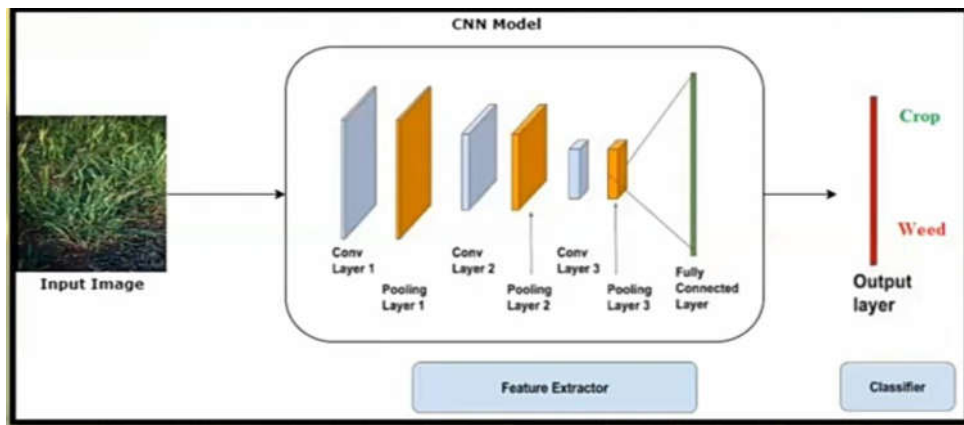 CNN Model
Input Image
Conv
Layer 1
Pooling
Layer 1
Conv
Layer 2
Pooling
Layer 2
Conv
Layer 3
Pooling
Layer 3
Fully
Connected
Layer
Crop
Weed
Output
layer
Feature Extractor
Classifier